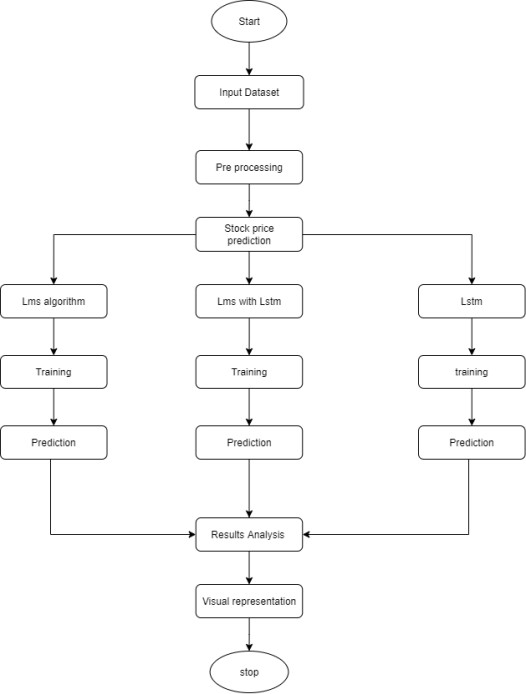 Start
Input Dataset
Pre processing
Stock price
prediction
Lms algorithm
Lms with Lstm
Lstm
Training
Training
training
Prediction
Prediction
Prediction
Results Analysis
Visual representation
stop